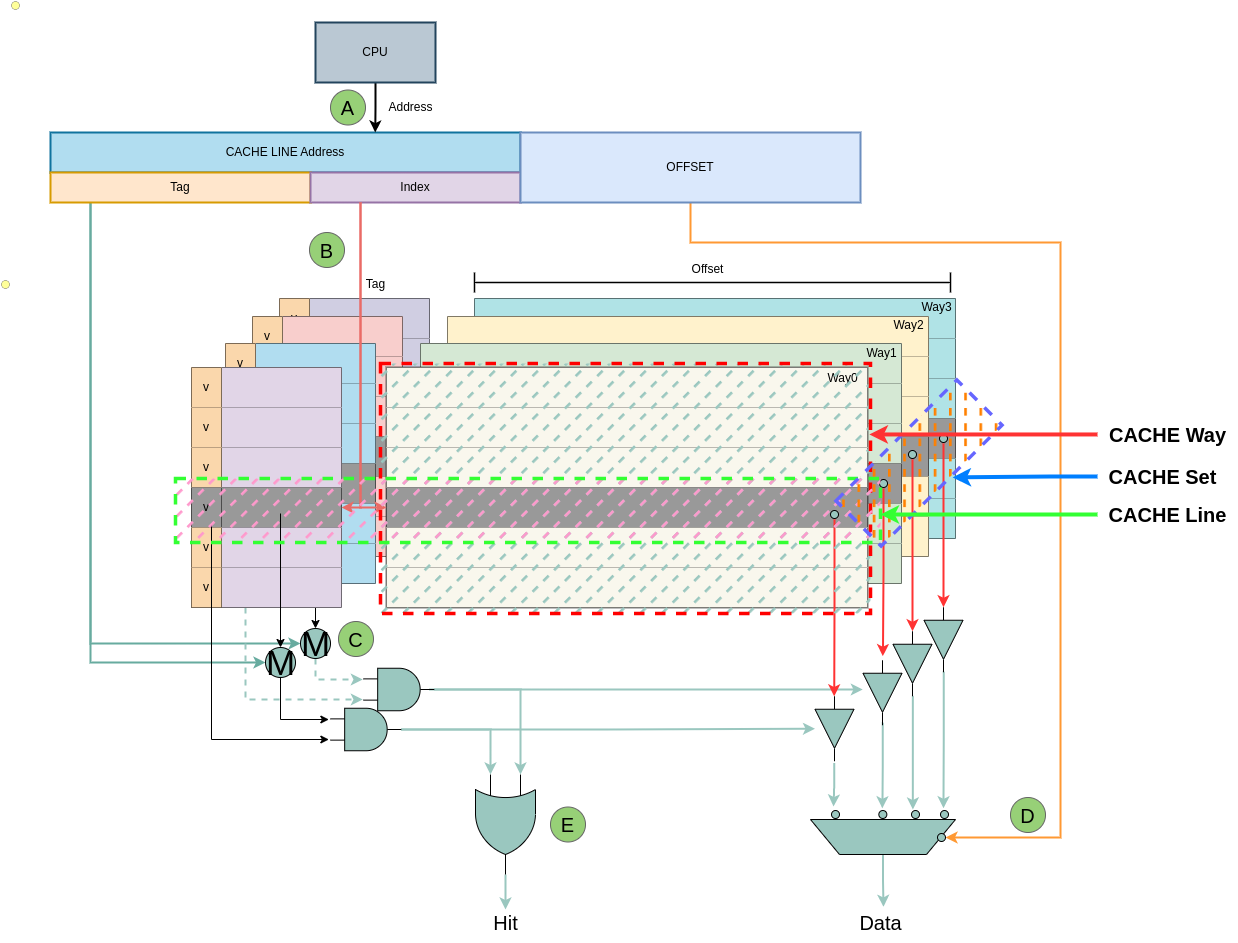 CPU
A
Address
CACHE LINE Address
OFFSET
Tag
Index
B
Offset
Tag
Way3
Way2
v
Way1
v
Way0
v
v
CACHE Way
v
CACHE Set
v
CACHE Line
v
v
M
C
M
D
E
Hit
Data